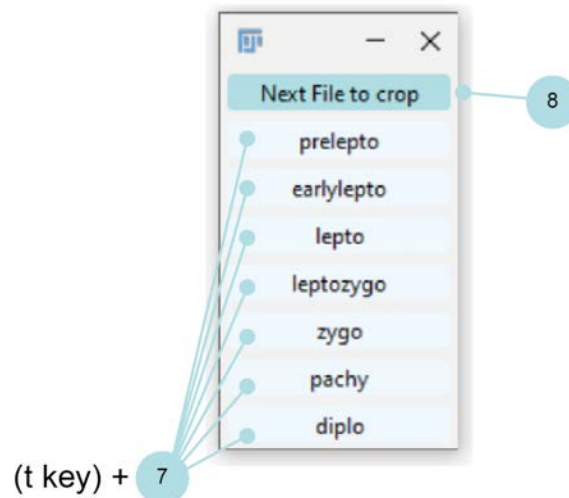 Next File to crop
8
prelepto
earlylepto
lepto
leptozygo
zygo
pachy
diplo
(t key) + 7